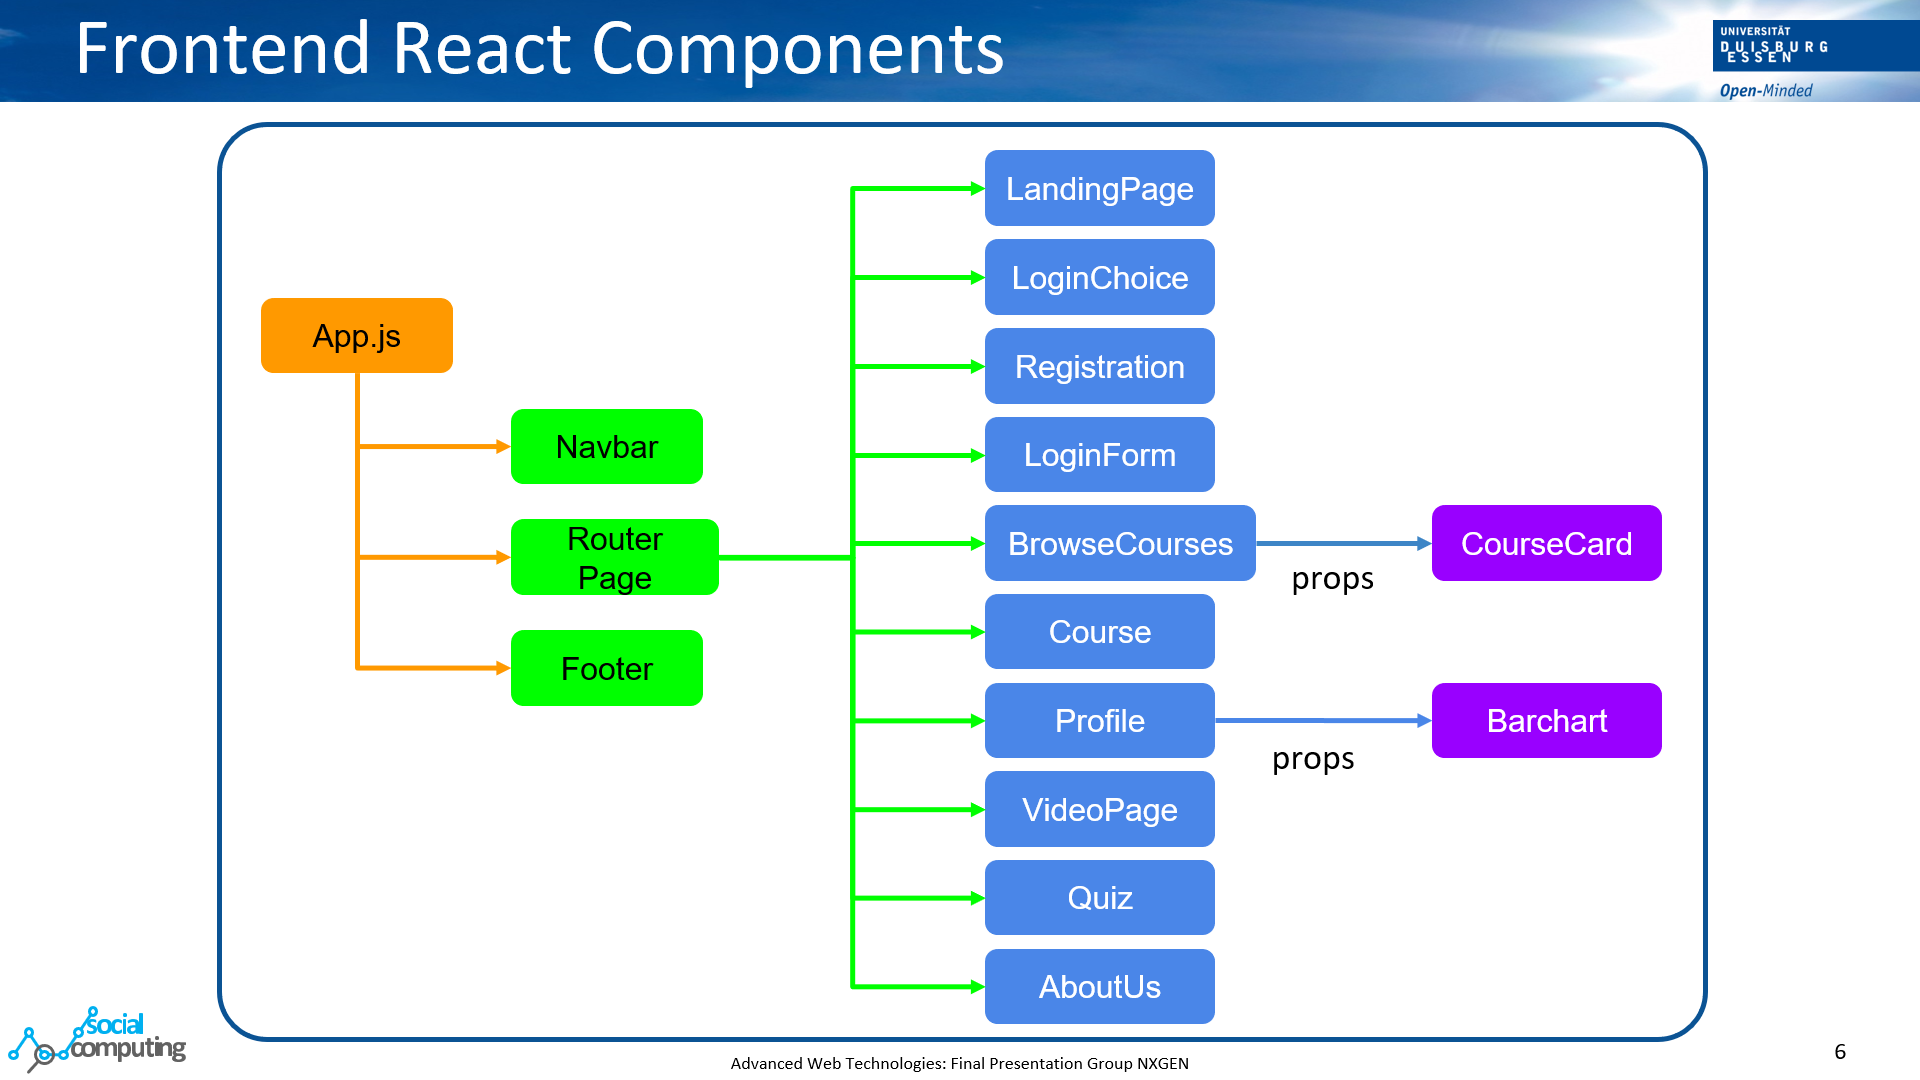 Frontend React Components
UNIVERSITÄT
DUISBURG
ESSEN
Open-Minded
LandingPage
LoginChoice
App.js
Registration
Navbar
LoginForm
Router
Page
BrowseCourses
props
CourseCard
Footer
Course
Profile
props
Barchart
VideoPage
Quiz
AboutUs
social
computing
Advanced Web Technologies: Final Presentation Group NXGEN
6